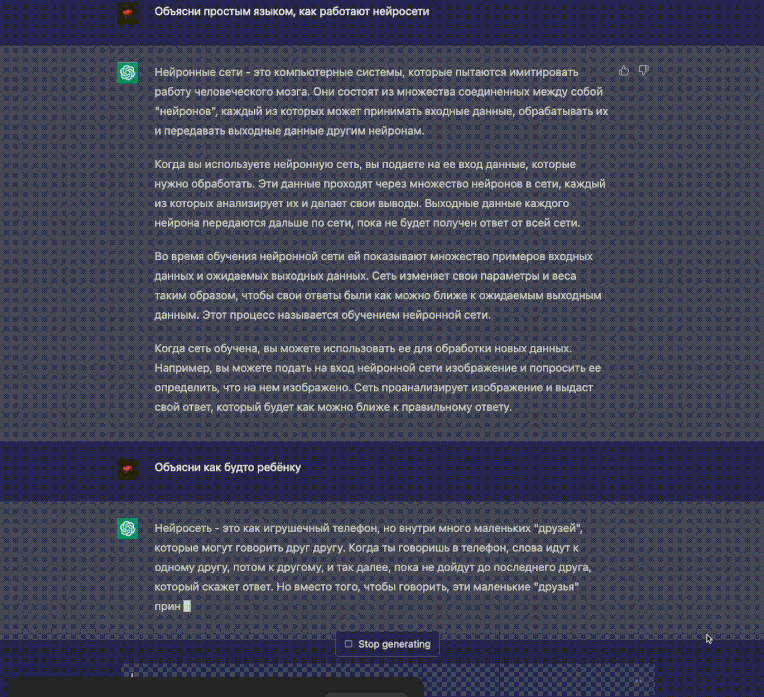 Объясни простым языком, как работают нейросети
Нейронные сети - это компьютерные системы, которые пытаются имитировать
работу человеческого мозга. Они состоят из множества соединенных между собой
"нейронов", каждый из которых может принимать входные данные, обрабатывать их
и передавать выходные данные другим нейронам.
Когда вы используете нейронную сеть, вы подаете на ее вход данные, которые
нужно обработать. Эти данные проходят через множество нейронов в сети, каждый
из которых анализирует их и делает свои выводы. Выходные данные каждого
нейрона передаются дальше по сети, пока не будет получен ответ от всей сети.
Во время обучения нейронной сети ей показывают множество примеров входных
данных и ожидаемых выходных данных. Сеть изменяет свои параметры и веса
таким образом, чтобы свои ответы были как можно ближе к ожидаемым выходным
данным. Этот процесс называется обучением нейронной сети.
Когда сеть обучена, вы можете использовать ее для обработки новых данных.
Например, вы можете подать на вход нейронной сети изображение и попросить ее
определить, что на нем изображено. Сеть проанализирует изображение и выдаст
свой ответ, который будет как можно ближе к правильному ответу.
Объясни как будто ребёнку
Нейросеть - это как игрушечный телефон, но внутри много маленьких "друзей",
которые могут говорить друг другу. Когда ты говоришь в телефон, слова идут к
одному другу, потом к другому, и так далее, пока не дойдут до последнего друга,
который скажет ответ. Но вместо того, чтобы говорить, эти маленькие "друзья"
прин
Stop generating